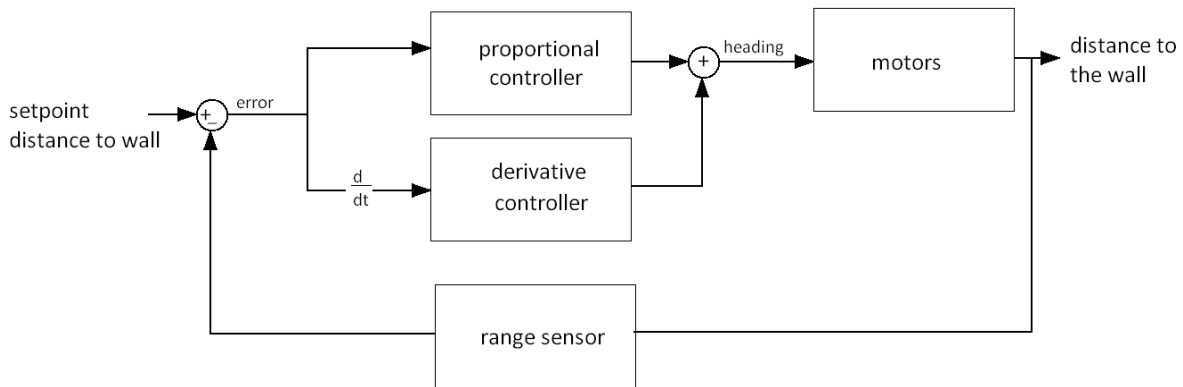 proportional
controller
heading
motors
distance to
the wall
+
setpoint
distance to wall
+
−
error
d
dt
derivative
controller
range sensor